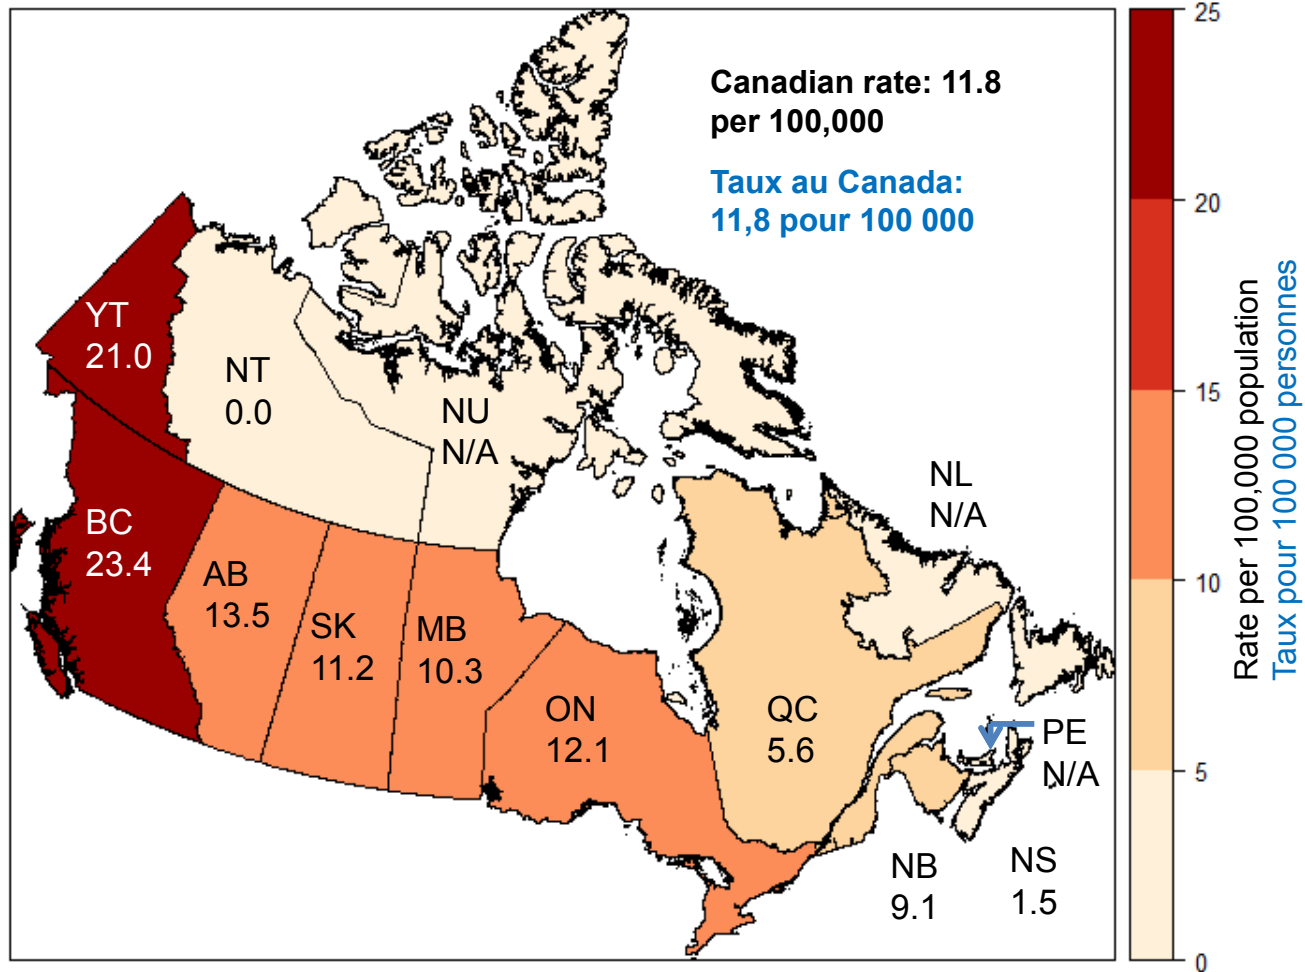 Canadian rate: 11.8
per 100,000
Taux au Canada:
11,8 pour 100 000
YT
21.0
NT
0.0
NU
N/A
BC
23.4
AB
13.5
SK
11.2
MB
10.3
ON
12.1
QC
5.6
NL
N/A
PE
N/A
NB
9.1
NS
1.5
25
20
15
10
5
0
Rate per 100,000 population
Taux pour 100 000 personnes